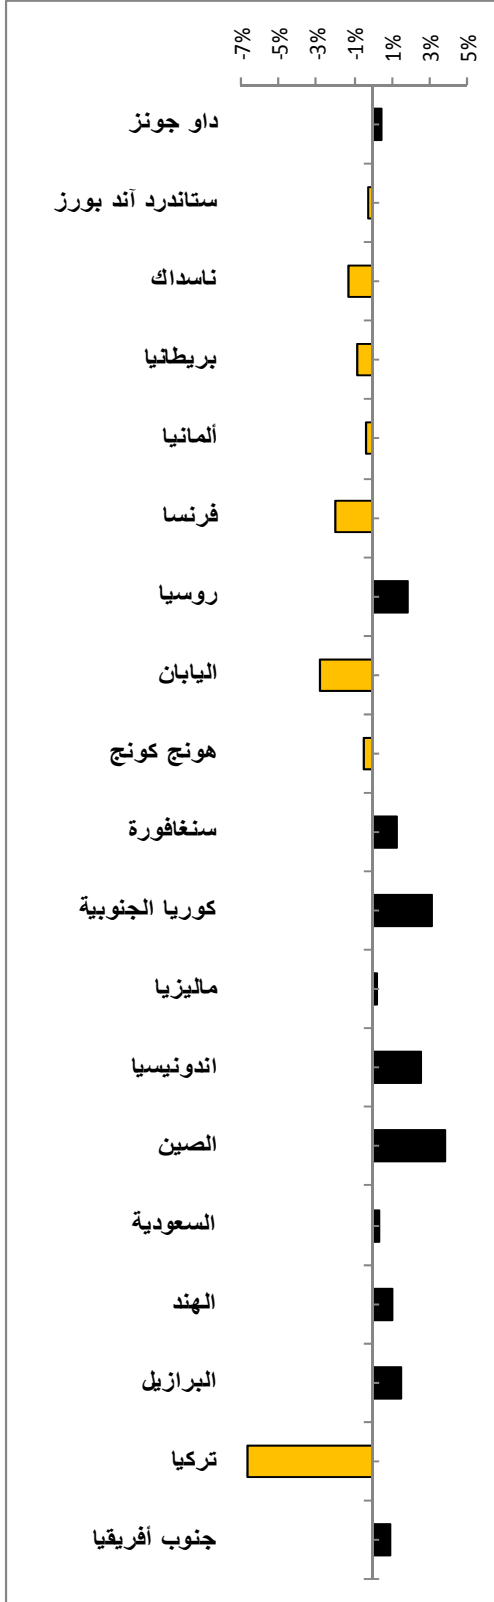 -7%
-5%
-3%
-1%
1%
3%
5%
داو جونز
ستاندرد آند بورز
ناسداك
بريطانيا
ألمانيا
فرنسا
روسيا
اليابان
هونج كونج
سنغافورة
كوريا الجنوبية
ماليزيا
اندونيسيا
الصين
السعودية
الهند
البرازيل
تركيا
جنوب أفريقيا